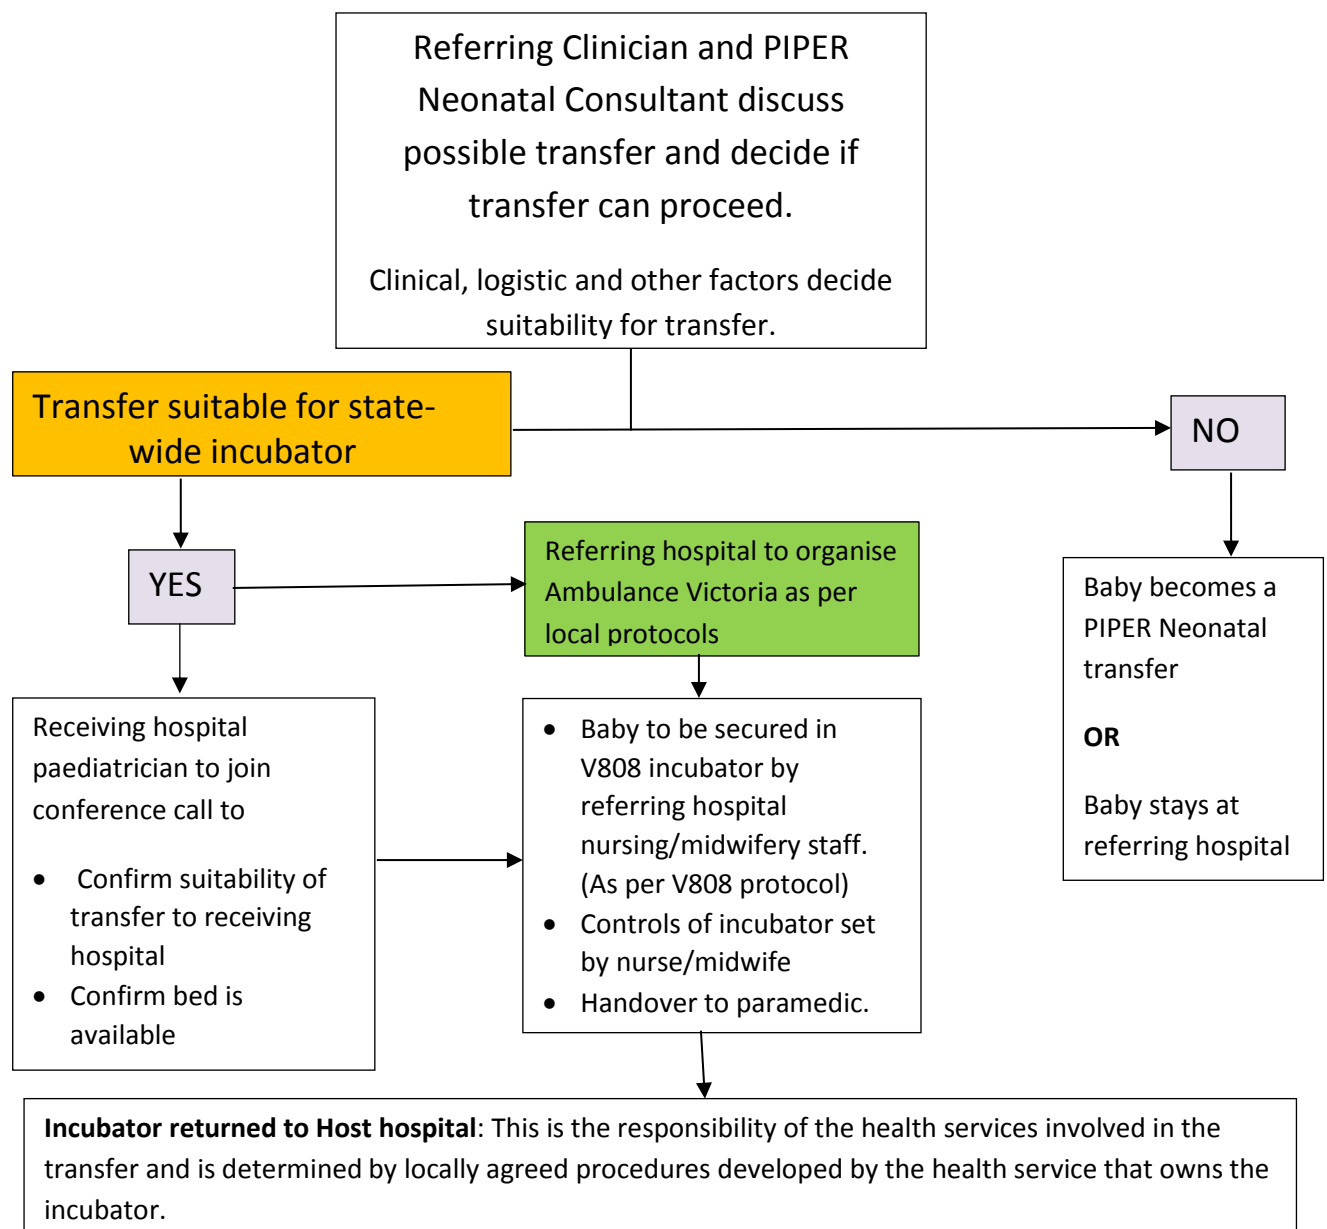 Referring Clinician and PIPER
Neonatal Consultant discuss
possible transfer and decide if
transfer can proceed.
Clinical, logistic and other factors decide
suitability for transfer.
Transfer suitable for state-
wide incubator
NO
YES
Referring hospital to organise
Ambulance Victoria as per
local protocols
Baby becomes a
PIPER Neonatal
transfer
OR
Baby stays at
referring hospital
Receiving hospital
paediatrician to join
conference call to
• Confirm suitability of
transfer to receiving
hospital
• Confirm bed is
available
• Baby to be secured in
V808 incubator by
referring hospital
nursing/midwifery staff.
(As per V808 protocol)
• Controls of incubator set
by nurse/midwife
• Handover to paramedic.
Incubator returned to Host hospital: This is the responsibility of the health services involved in the
transfer and is determined by locally agreed procedures developed by the health service that owns the
incubator.